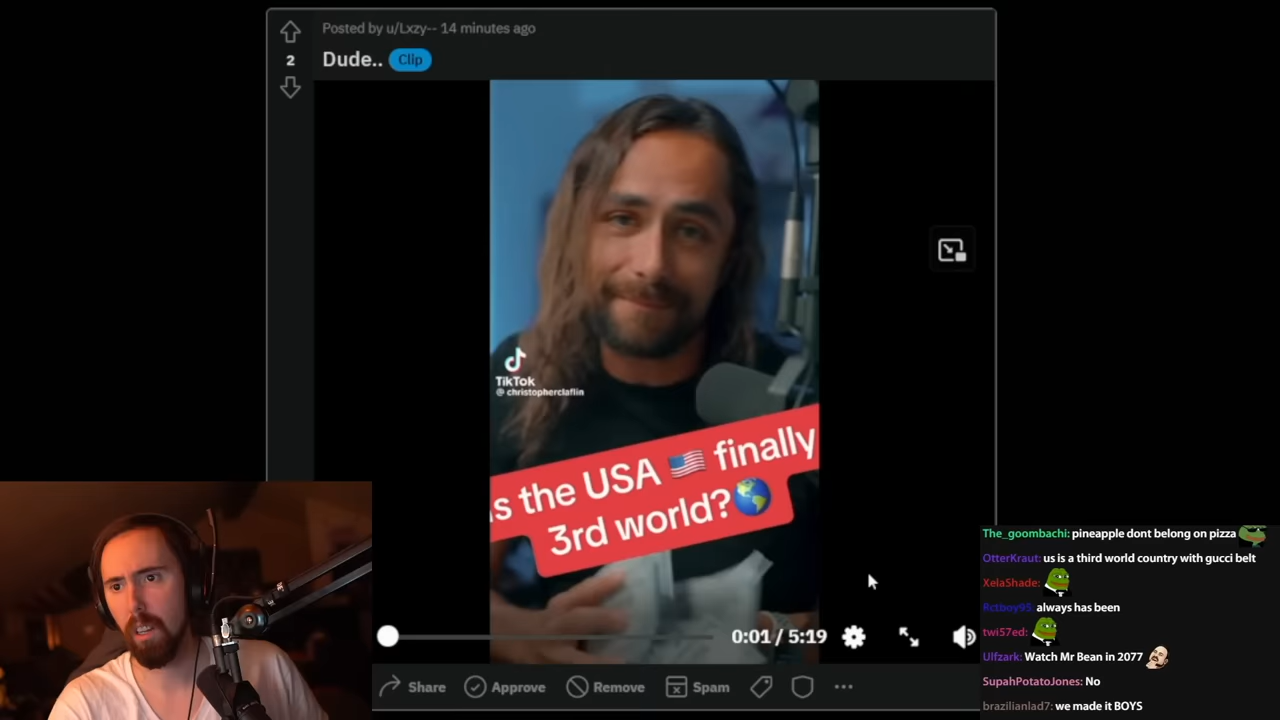 Posted by u/Lxzy-- 14 minutes ago
2
Dude.. Clip
TikTok
@ christopherclaflin
Is the USA 🇺🇸 finally
3rd world? 🌎
0:01 / 5:19
Share Approve Remove Spam
The_goombachi: pineapple dont belong on pizza
OtterKraut: us is a third world country with gucci belt
XelaShade:
Rctboy95: always has been
twi57ed:
Ulfzark: Watch Mr Bean in 2077
SupahPotatoJones: No
brazilianlad7: we made it BOYS